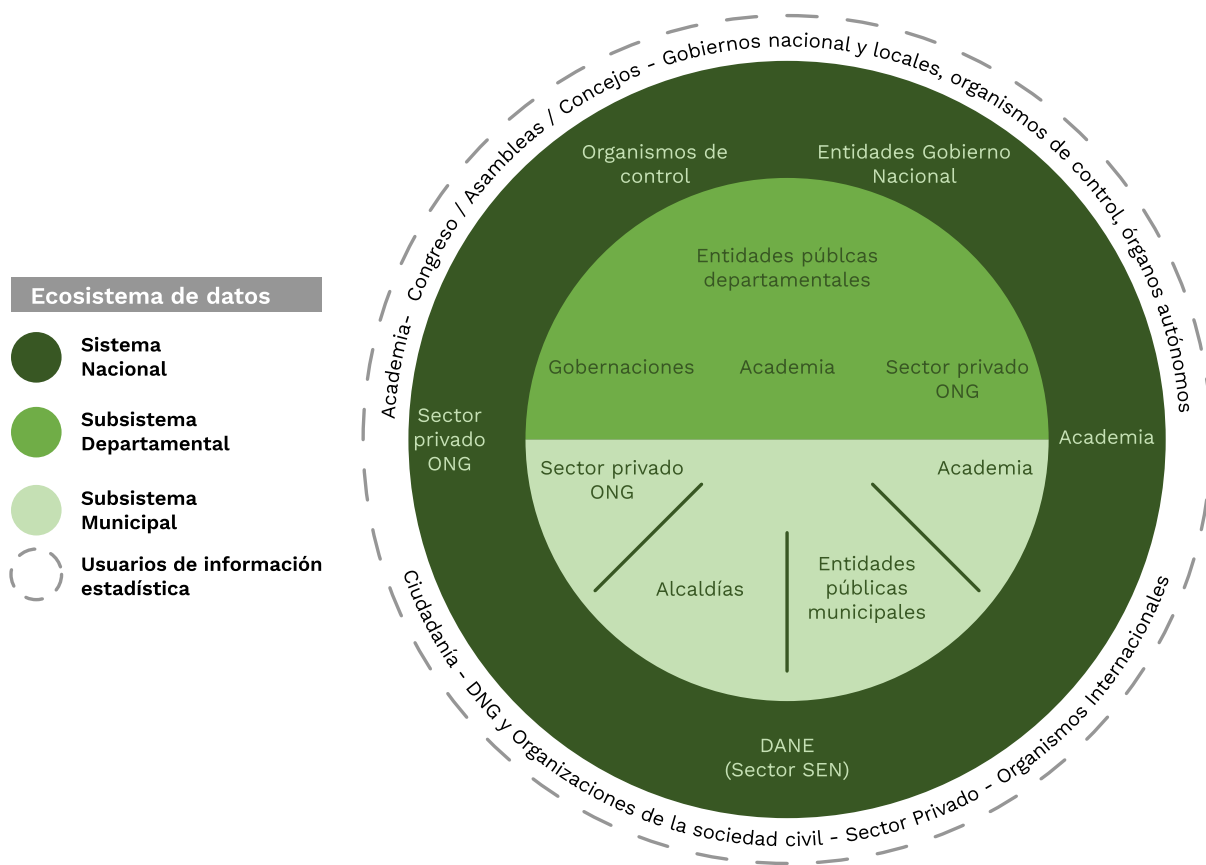 Ecosistema de datos
Sistema
Nacional
Subsistema
Departamental
Subsistema
Municipal
Usuarios de información
estadística
Academia- Congreso / Asambleas / Concejos - Gobiernos nacional y locales, organismos de control, órganos autónomos
Organismos de
control
Entidades Gobierno
Nacional
Entidades públcas
departamentales
Gobernaciones
Academia
Sector privado
ONG
Sector
privado
ONG
Academia
Sector privado
ONG
Academia
Alcaldías
Entidades
públicas
municipales
DANE
(Sector SEN)
Ciudadanía - DNG y Organizaciones de la sociedad civil - Sector Privado - Organismos Internacionales